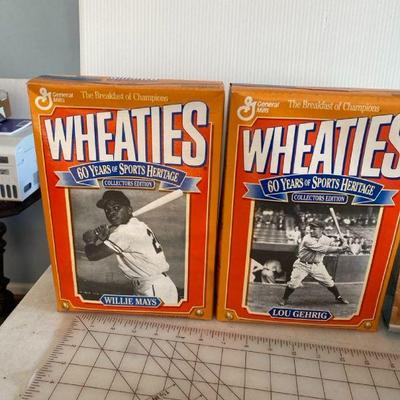 General
Mills
The Breakfast of Champions
WHEATIES
60 YEARS OF SPORTS HERITAGE
COLLECTORS EDITION
WILLIE MAYS
General
Mills
The Breakfast of Champions
WHEATIES
60 YEARS OF SPORTS HERITAGE
COLLECTORS EDITION
LOU GEHRIG